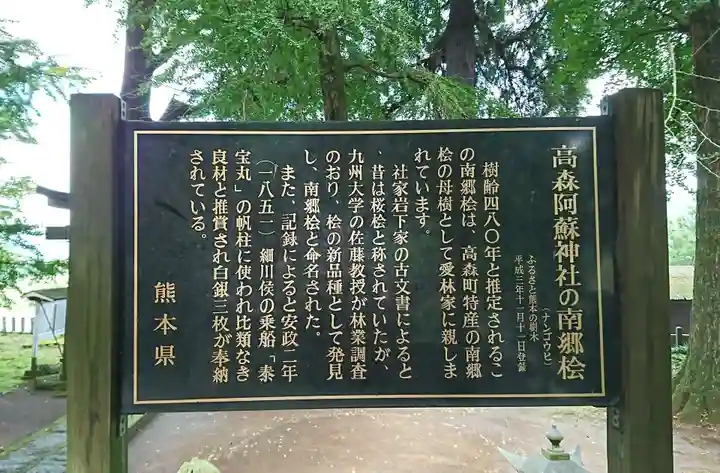 高森阿蘇神社の南郷桧
(ナンゴウヒ)
ふるさと熊本の樹木
平成三年十一月十一日登録
樹齢四八〇年と推定されるこ
の南郷桧は、高森町特産の南郷
桧の母樹として愛林家に親しま
れています。
社家岩下家の古文書によると
、昔は桜桧と称されていたが、
九州大学の佐藤教授が林業調査
のおり、桧の新品種として発見
し、南郷桧と命名された。
また、記録によると安政二年
(一八五一) 細川侯の乗船「泰
宝丸」の帆柱に使われ比類なき
良材と推賞され白銀三枚が奉納
されている。
熊本県